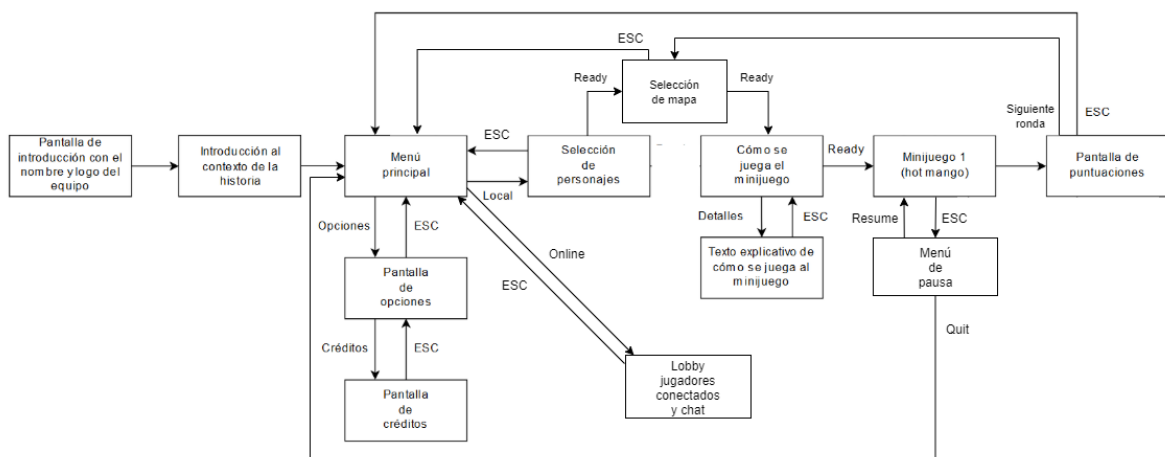 ESC
ESC
Selección
de mapa
Ready
Ready
Siguiente
ronda
ESC
Pantalla de
introducción con el
nombre y logo del
equipo
Introducción al
contexto de la
historia
Menú
principal
ESC
Local
Selección
de
personajes
Cómo se
juega el
minijuego
Ready
Minijuego 1
(hot mango)
Pantalla de
puntuaciones
Opciones
ESC
Detalles
ESC
Resume
ESC
Online
ESC
Pantalla
de
opciones
Texto explicativo de
cómo se juega al
minijuego
Menú
de
pausa
Quit
Créditos
ESC
Pantalla
de
créditos
Lobby
jugadores
conectados
y chat